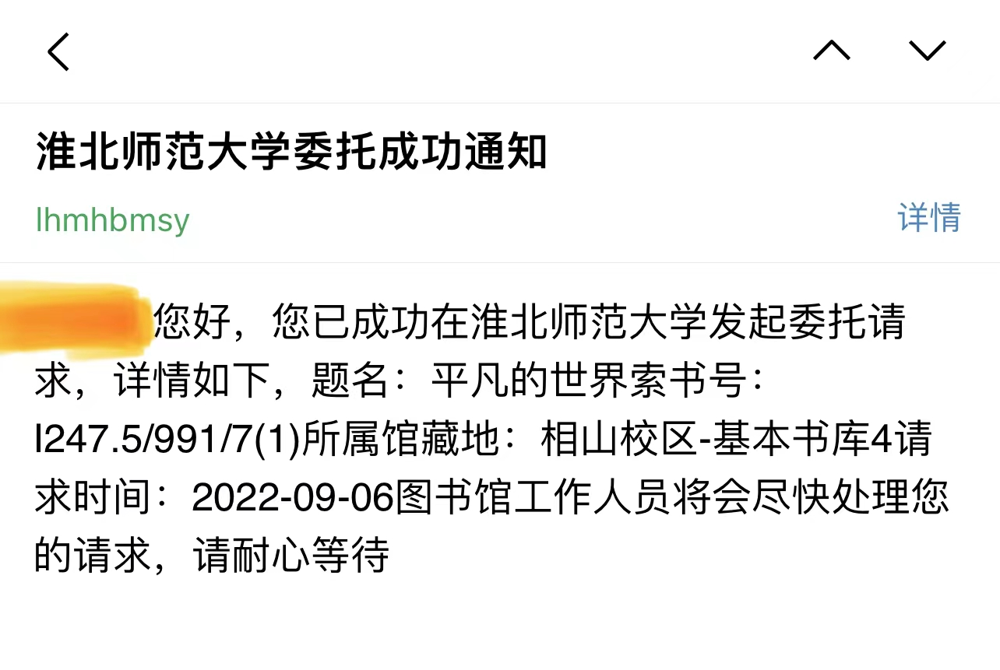 淮北师范大学委托成功通知
lhmhbmsy
详情
您好，您已成功在淮北师范大学发起委托请
求，详情如下，题名：平凡的世界索书号：
I247.5/991/7(1)所属馆藏地：相山校区-基本书库4请
求时间：2022-09-06图书馆工作人员将会尽快处理您
的请求，请耐心等待